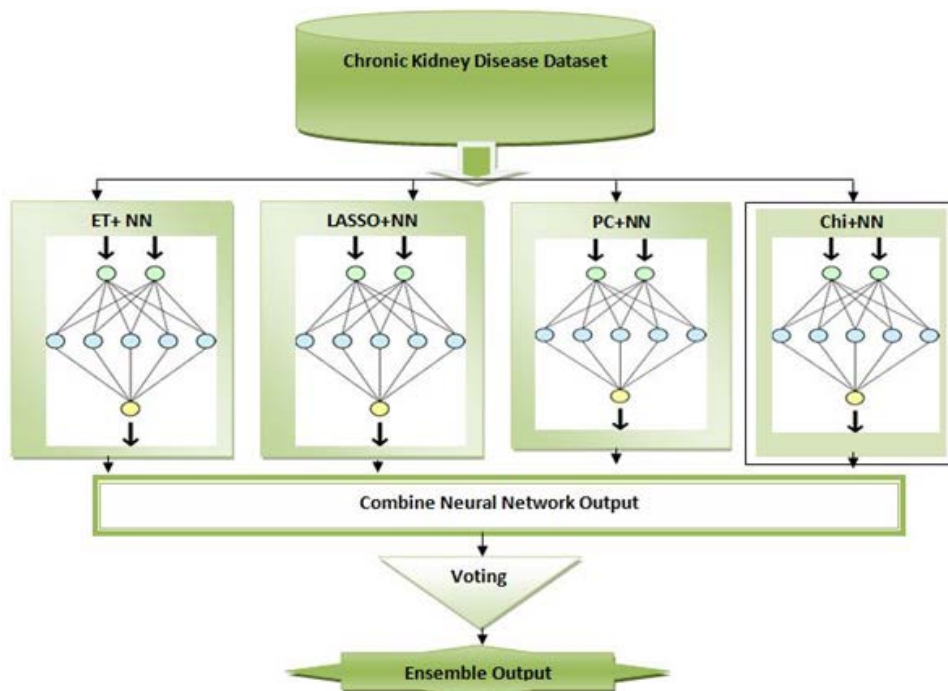 Chronic Kidney Disease Dataset
ET+ NN
LASSO+NN
PC+NN
Chi+NN
Combine Neural Network Output
Voting
Ensemble Output